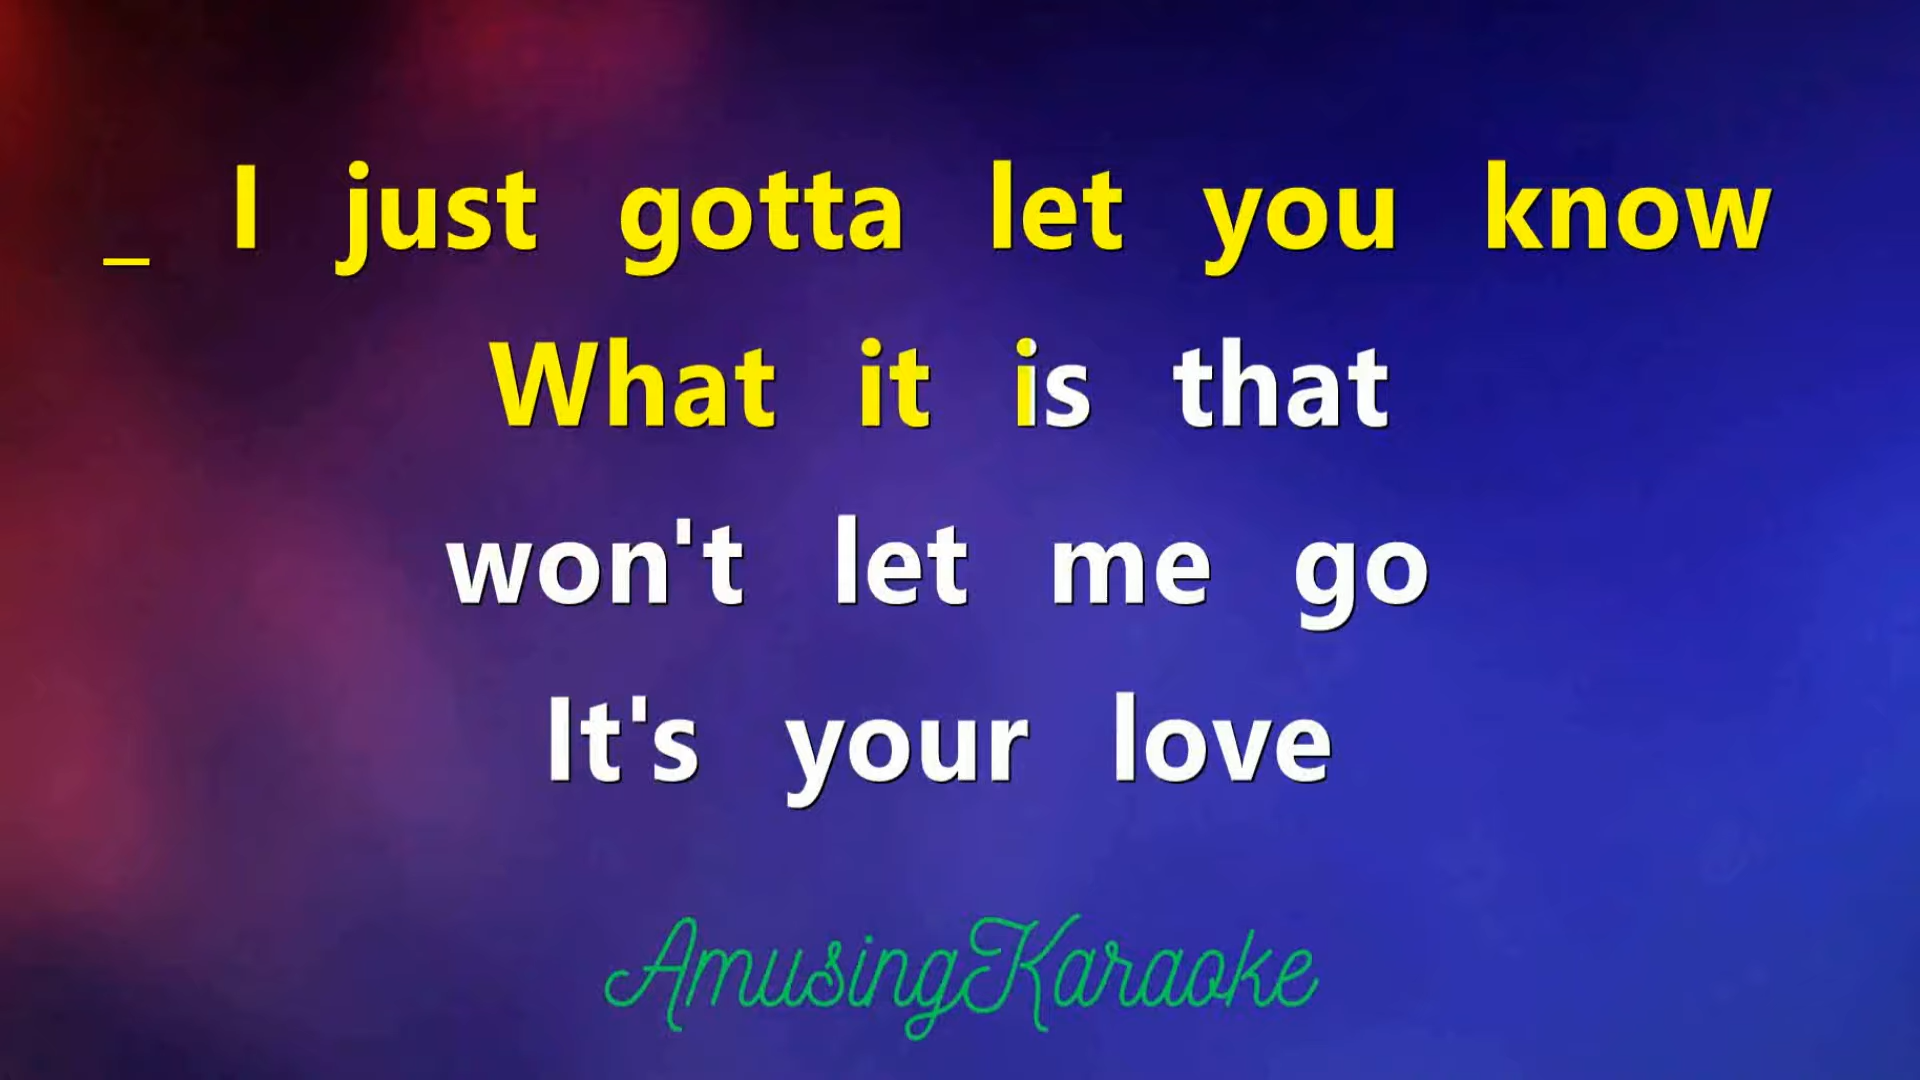 _ I just gotta let you know
What it is that
won't let me go
It's your love
AmusingKaraoke